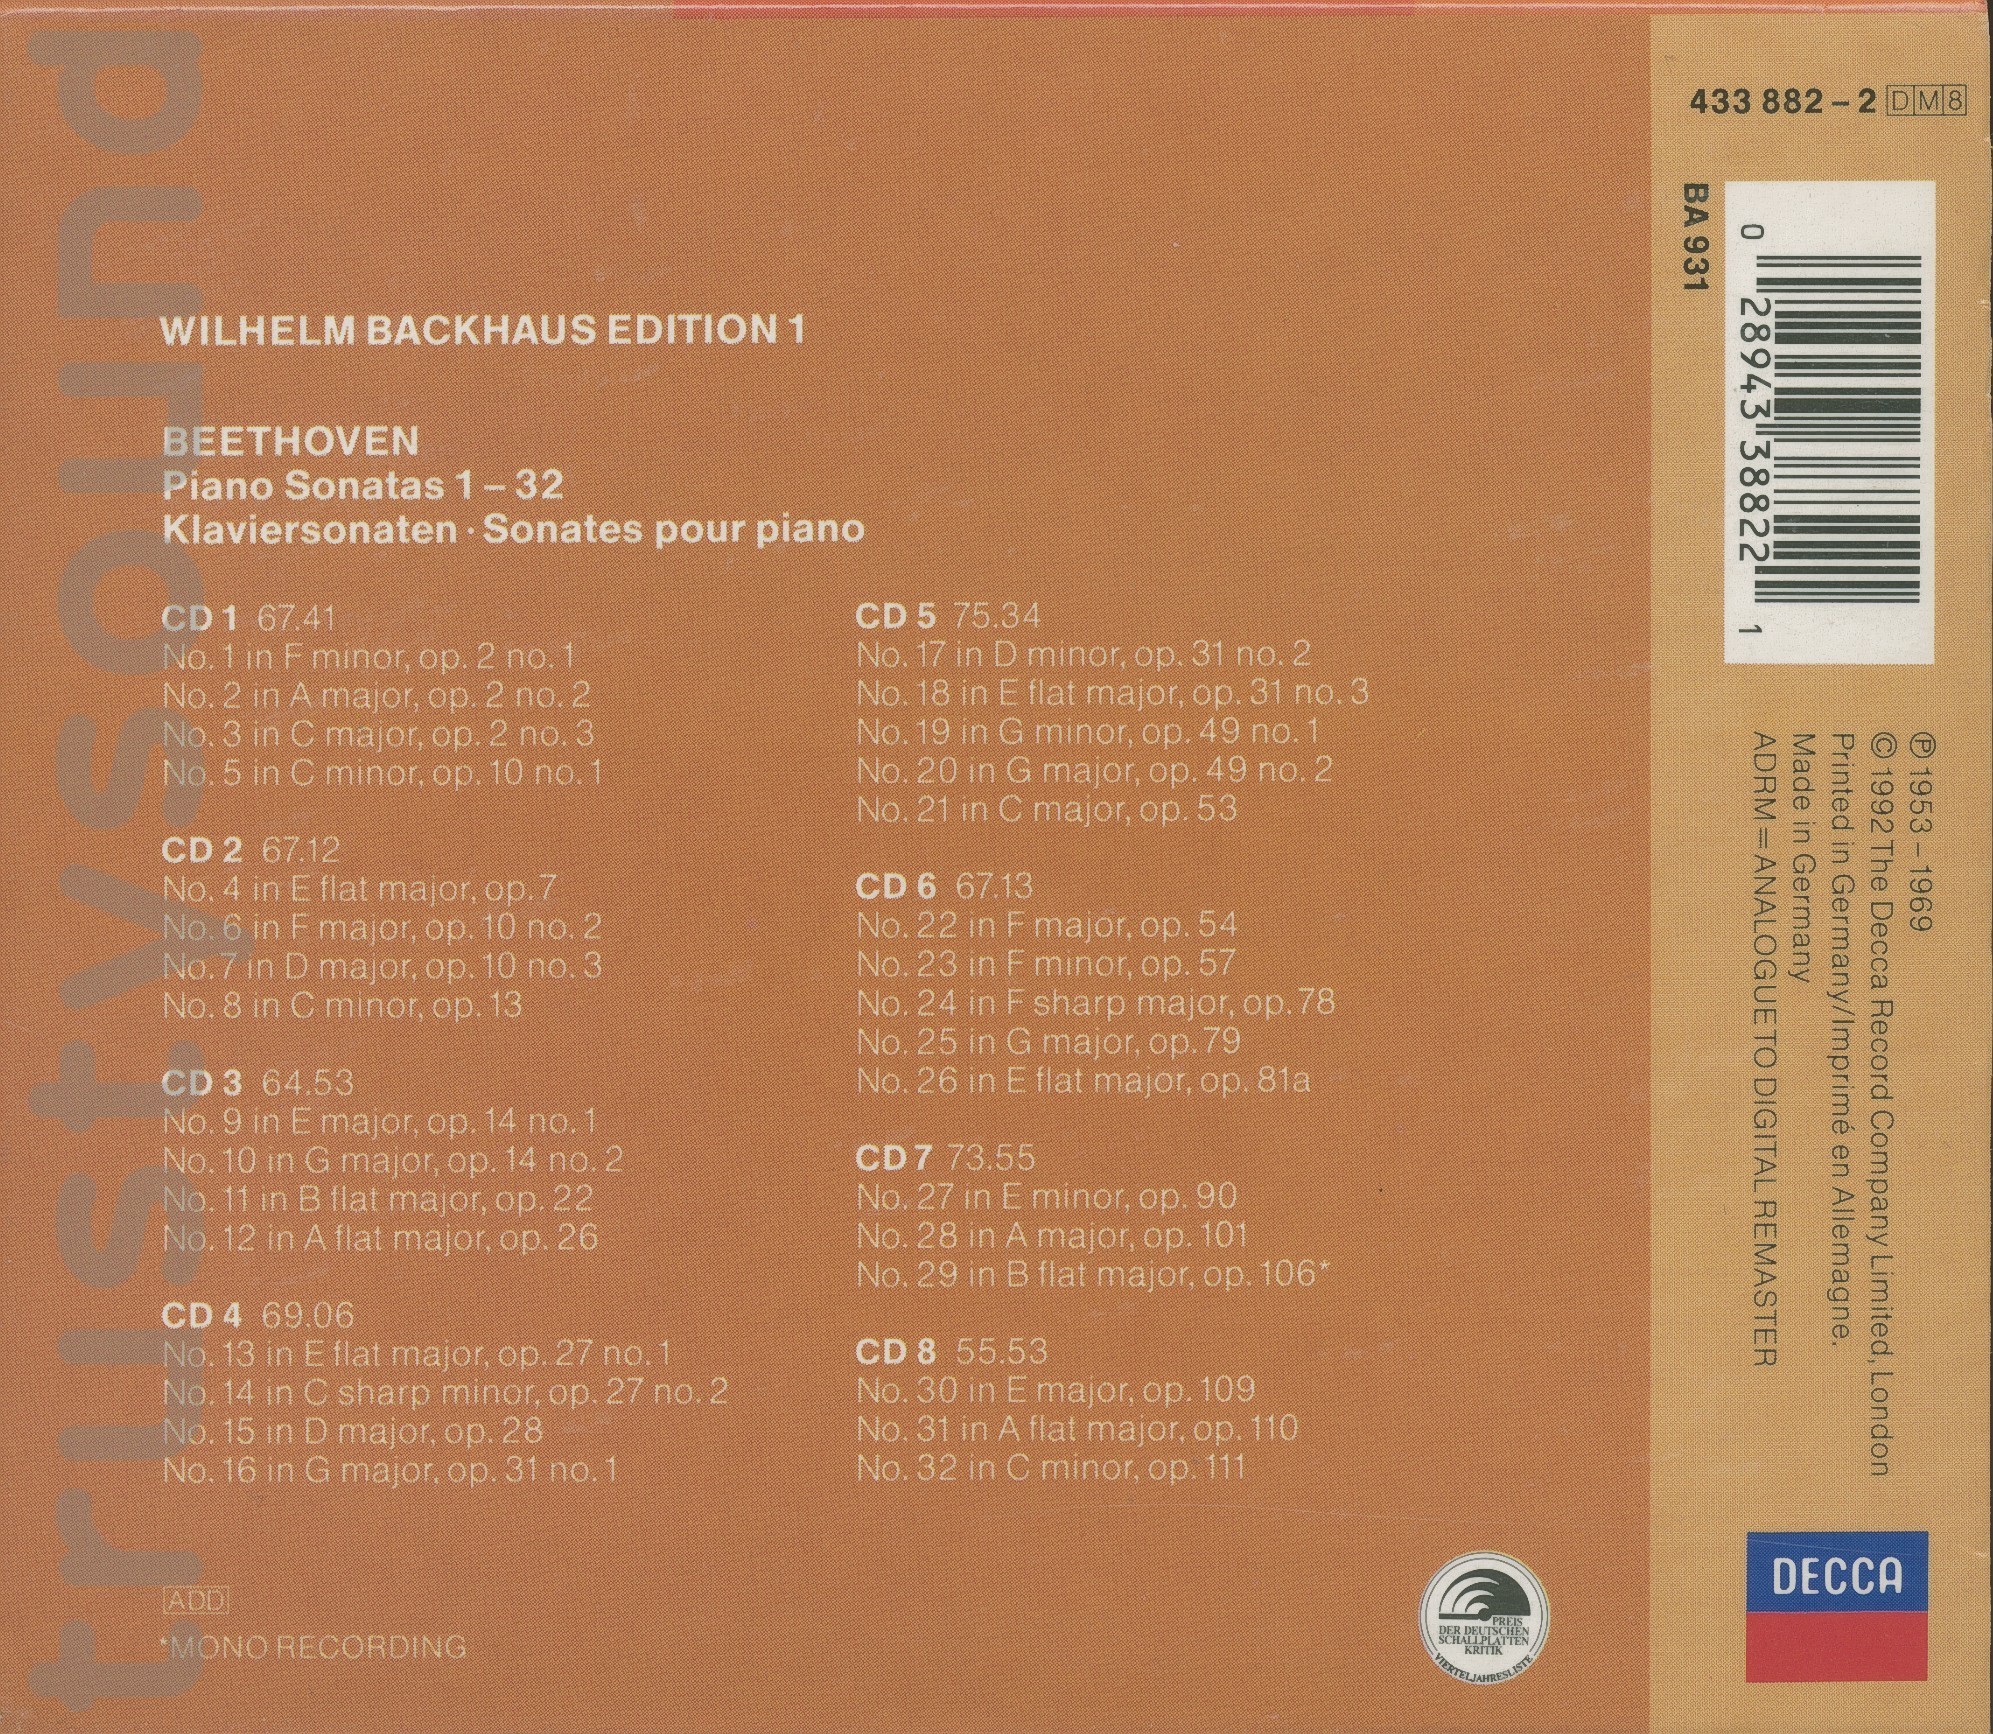 WILHELM BACKHAUS EDITION 1
BEETHOVEN
Piano Sonatas 1 – 32
Klaviersonaten · Sonates pour piano
CD 1 67.41
No. 1 in F minor, op. 2 no. 1
No. 2 in A major, op. 2 no. 2
No. 3 in C major, op. 2 no. 3
No. 5 in C minor, op. 10 no. 1
CD 2 67.12
No. 4 in E flat major, op. 7
No. 6 in F major, op. 10 no. 2
No. 7 in D major, op. 10 no. 3
No. 8 in C minor, op. 13
CD 3 64.53
No. 9 in E major, op. 14 no. 1
No. 10 in G major, op. 14 no. 2
No. 11 in B flat major, op. 22
No. 12 in A flat major, op. 26
CD 4 69.06
No. 13 in E flat major, op. 27 no. 1
No. 14 in C sharp minor, op. 27 no. 2
No. 15 in D major, op. 28
No. 16 in G major, op. 31 no. 1
ADD
*MONO RECORDING
CD 5 75.34
No. 17 in D minor, op. 31 no. 2
No. 18 in E flat major, op. 31 no. 3
No. 19 in G minor, op. 49 no. 1
No. 20 in G major, op. 49 no. 2
No. 21 in C major, op. 53
CD 6 67.13
No. 22 in F major, op. 54
No. 23 in F minor, op. 57
No. 24 in F sharp major, op. 78
No. 25 in G major, op. 79
No. 26 in E flat major, op. 81a
CD 7 73.55
No. 27 in E minor, op. 90
No. 28 in A major, op. 101
No. 29 in B flat major, op. 106*
CD 8 55.53
No. 30 in E major, op. 109
No. 31 in A flat major, op. 110
No. 32 in C minor, op. 111
PREIS
DER DEUTSCHEN
SCHALLPLATTEN
KRITIK
VIERTELJAHRESLISTE
433 882 – 2 DM8
BA 931
0 28943 38822 1
℗ 1953 – 1969
© 1992 The Decca Record Company Limited, London
Printed in Germany/Imprimé en Allemagne.
Made in Germany
ADRM = ANALOGUE TO DIGITAL REMASTER
DECCA
trustysound